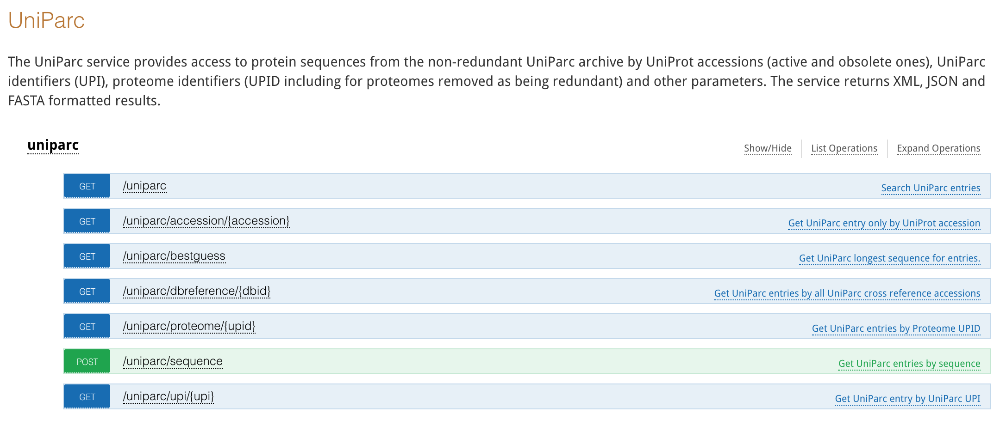 UniParc
The UniParc service provides access to protein sequences from the non-redundant UniParc archive by UniProt accessions (active and obsolete ones), UniParc
identifiers (UPI), proteome identifiers (UPID including for proteomes removed as being redundant) and other parameters. The service returns XML, JSON and
FASTA formatted results.
uniparc Show/Hide List Operations Expand Operations
GET /uniparc Search UniParc entries
GET /uniparc/accession/{accession} Get UniParc entry only by UniProt accession
GET /uniparc/bestguess Get UniParc longest sequence for entries.
GET /uniparc/dbreference/{dbid} Get UniParc entries by all UniParc cross reference accessions
GET /uniparc/proteome/{upid} Get UniParc entries by Proteome UPID
POST /uniparc/sequence Get UniParc entries by sequence
GET /uniparc/upi/{upi} Get UniParc entry by UniParc UPI